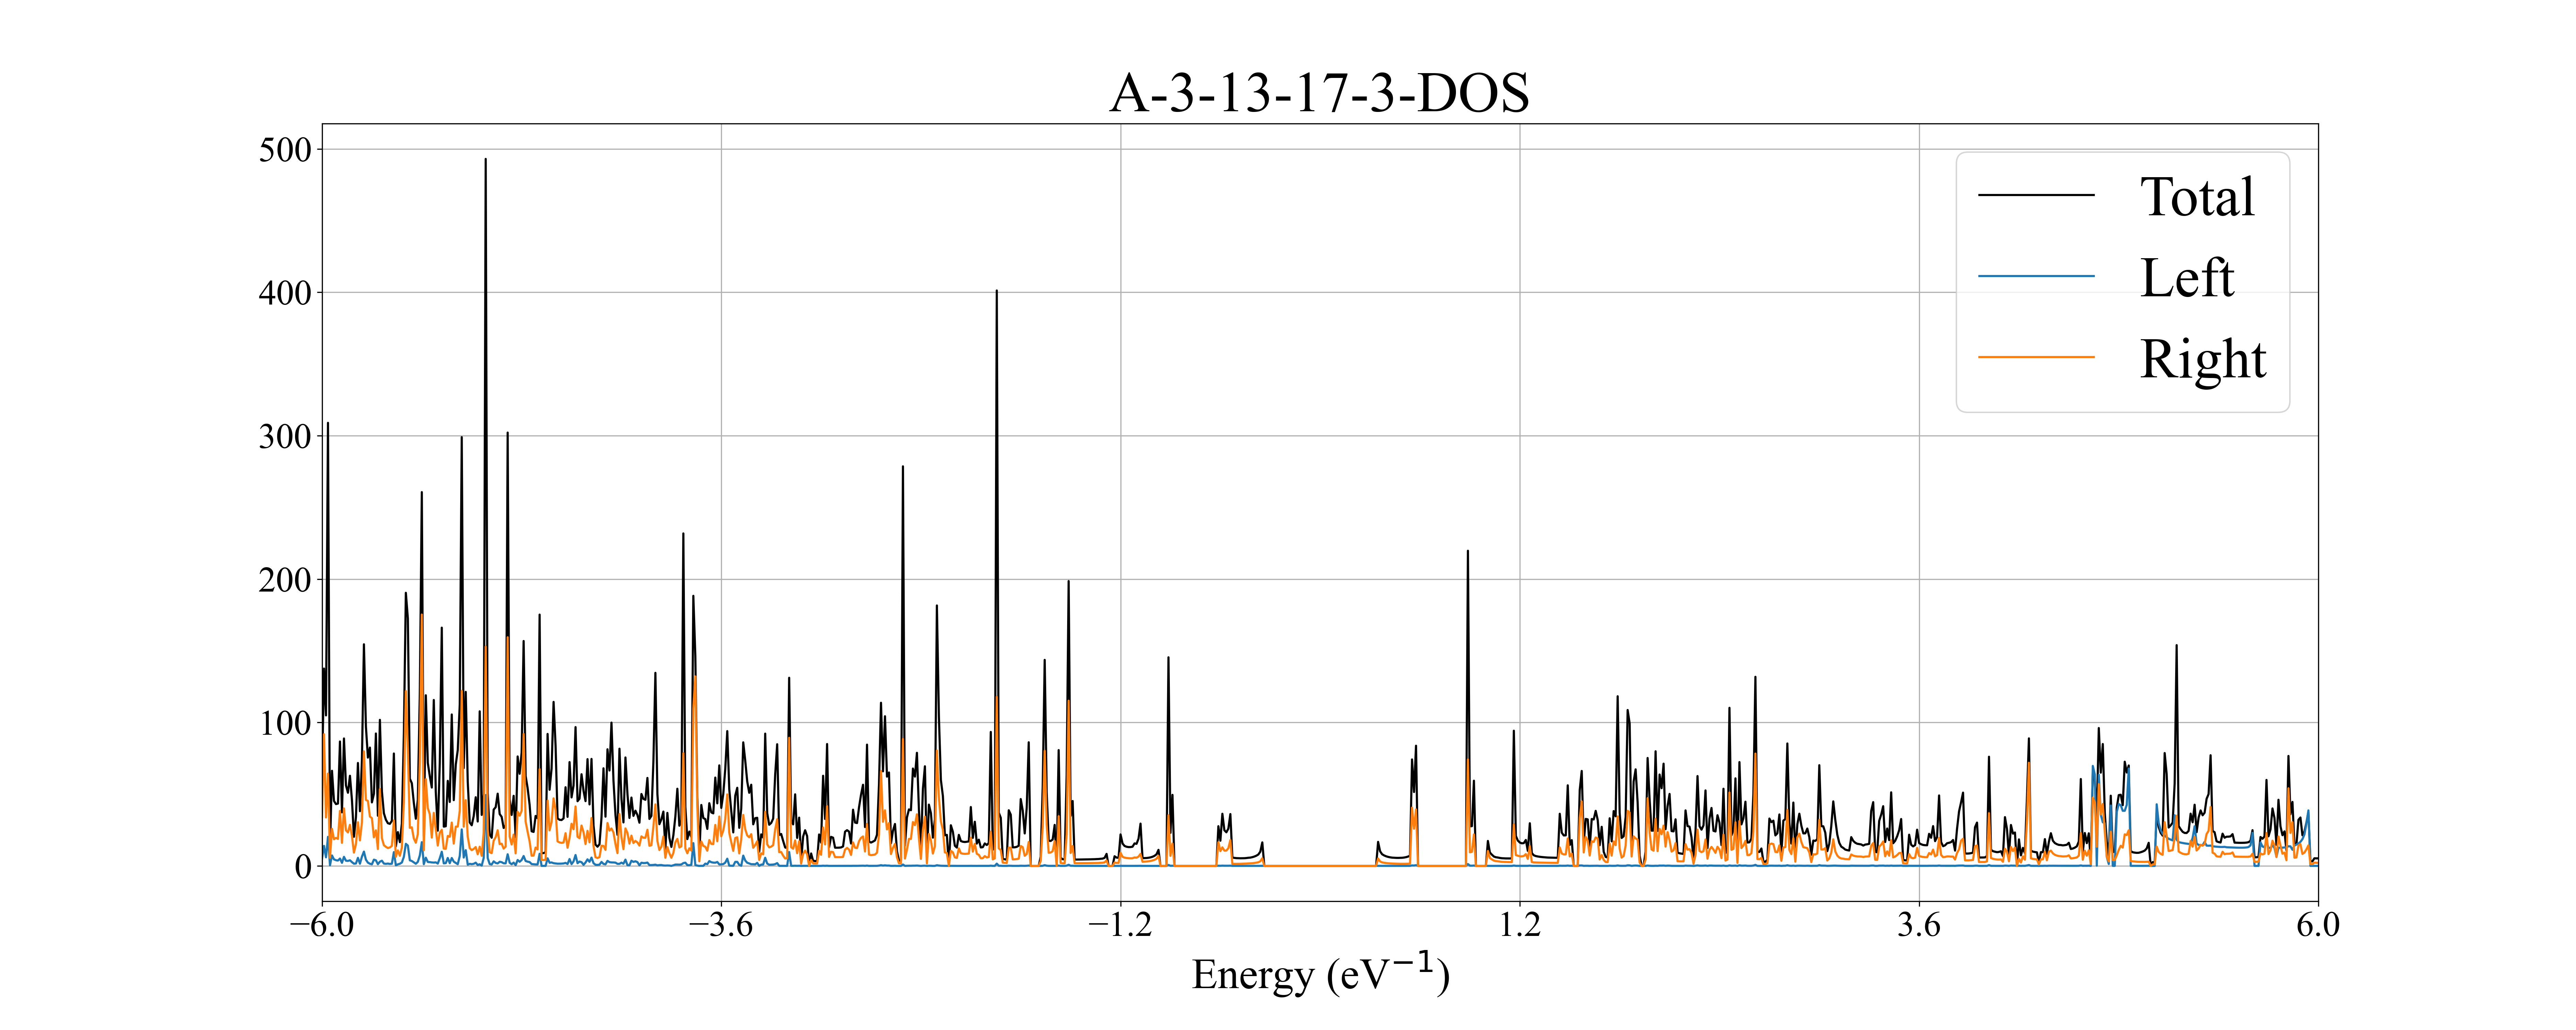 A-3-13-17-3-DOS
500
400
300
200
100
0
Total
Left
Right
−6.0 −3.6 −1.2 1.2 3.6 6.0
Energy (eV⁻¹)